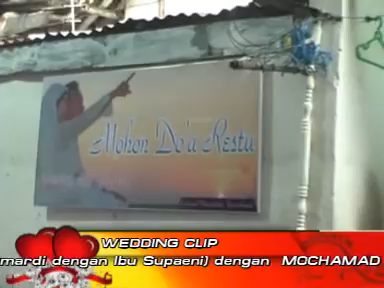 Mohon Do'a Restu
WEDDING CLIP
mardi dengan Ibu Supaeni) dengan MOCHAMAD